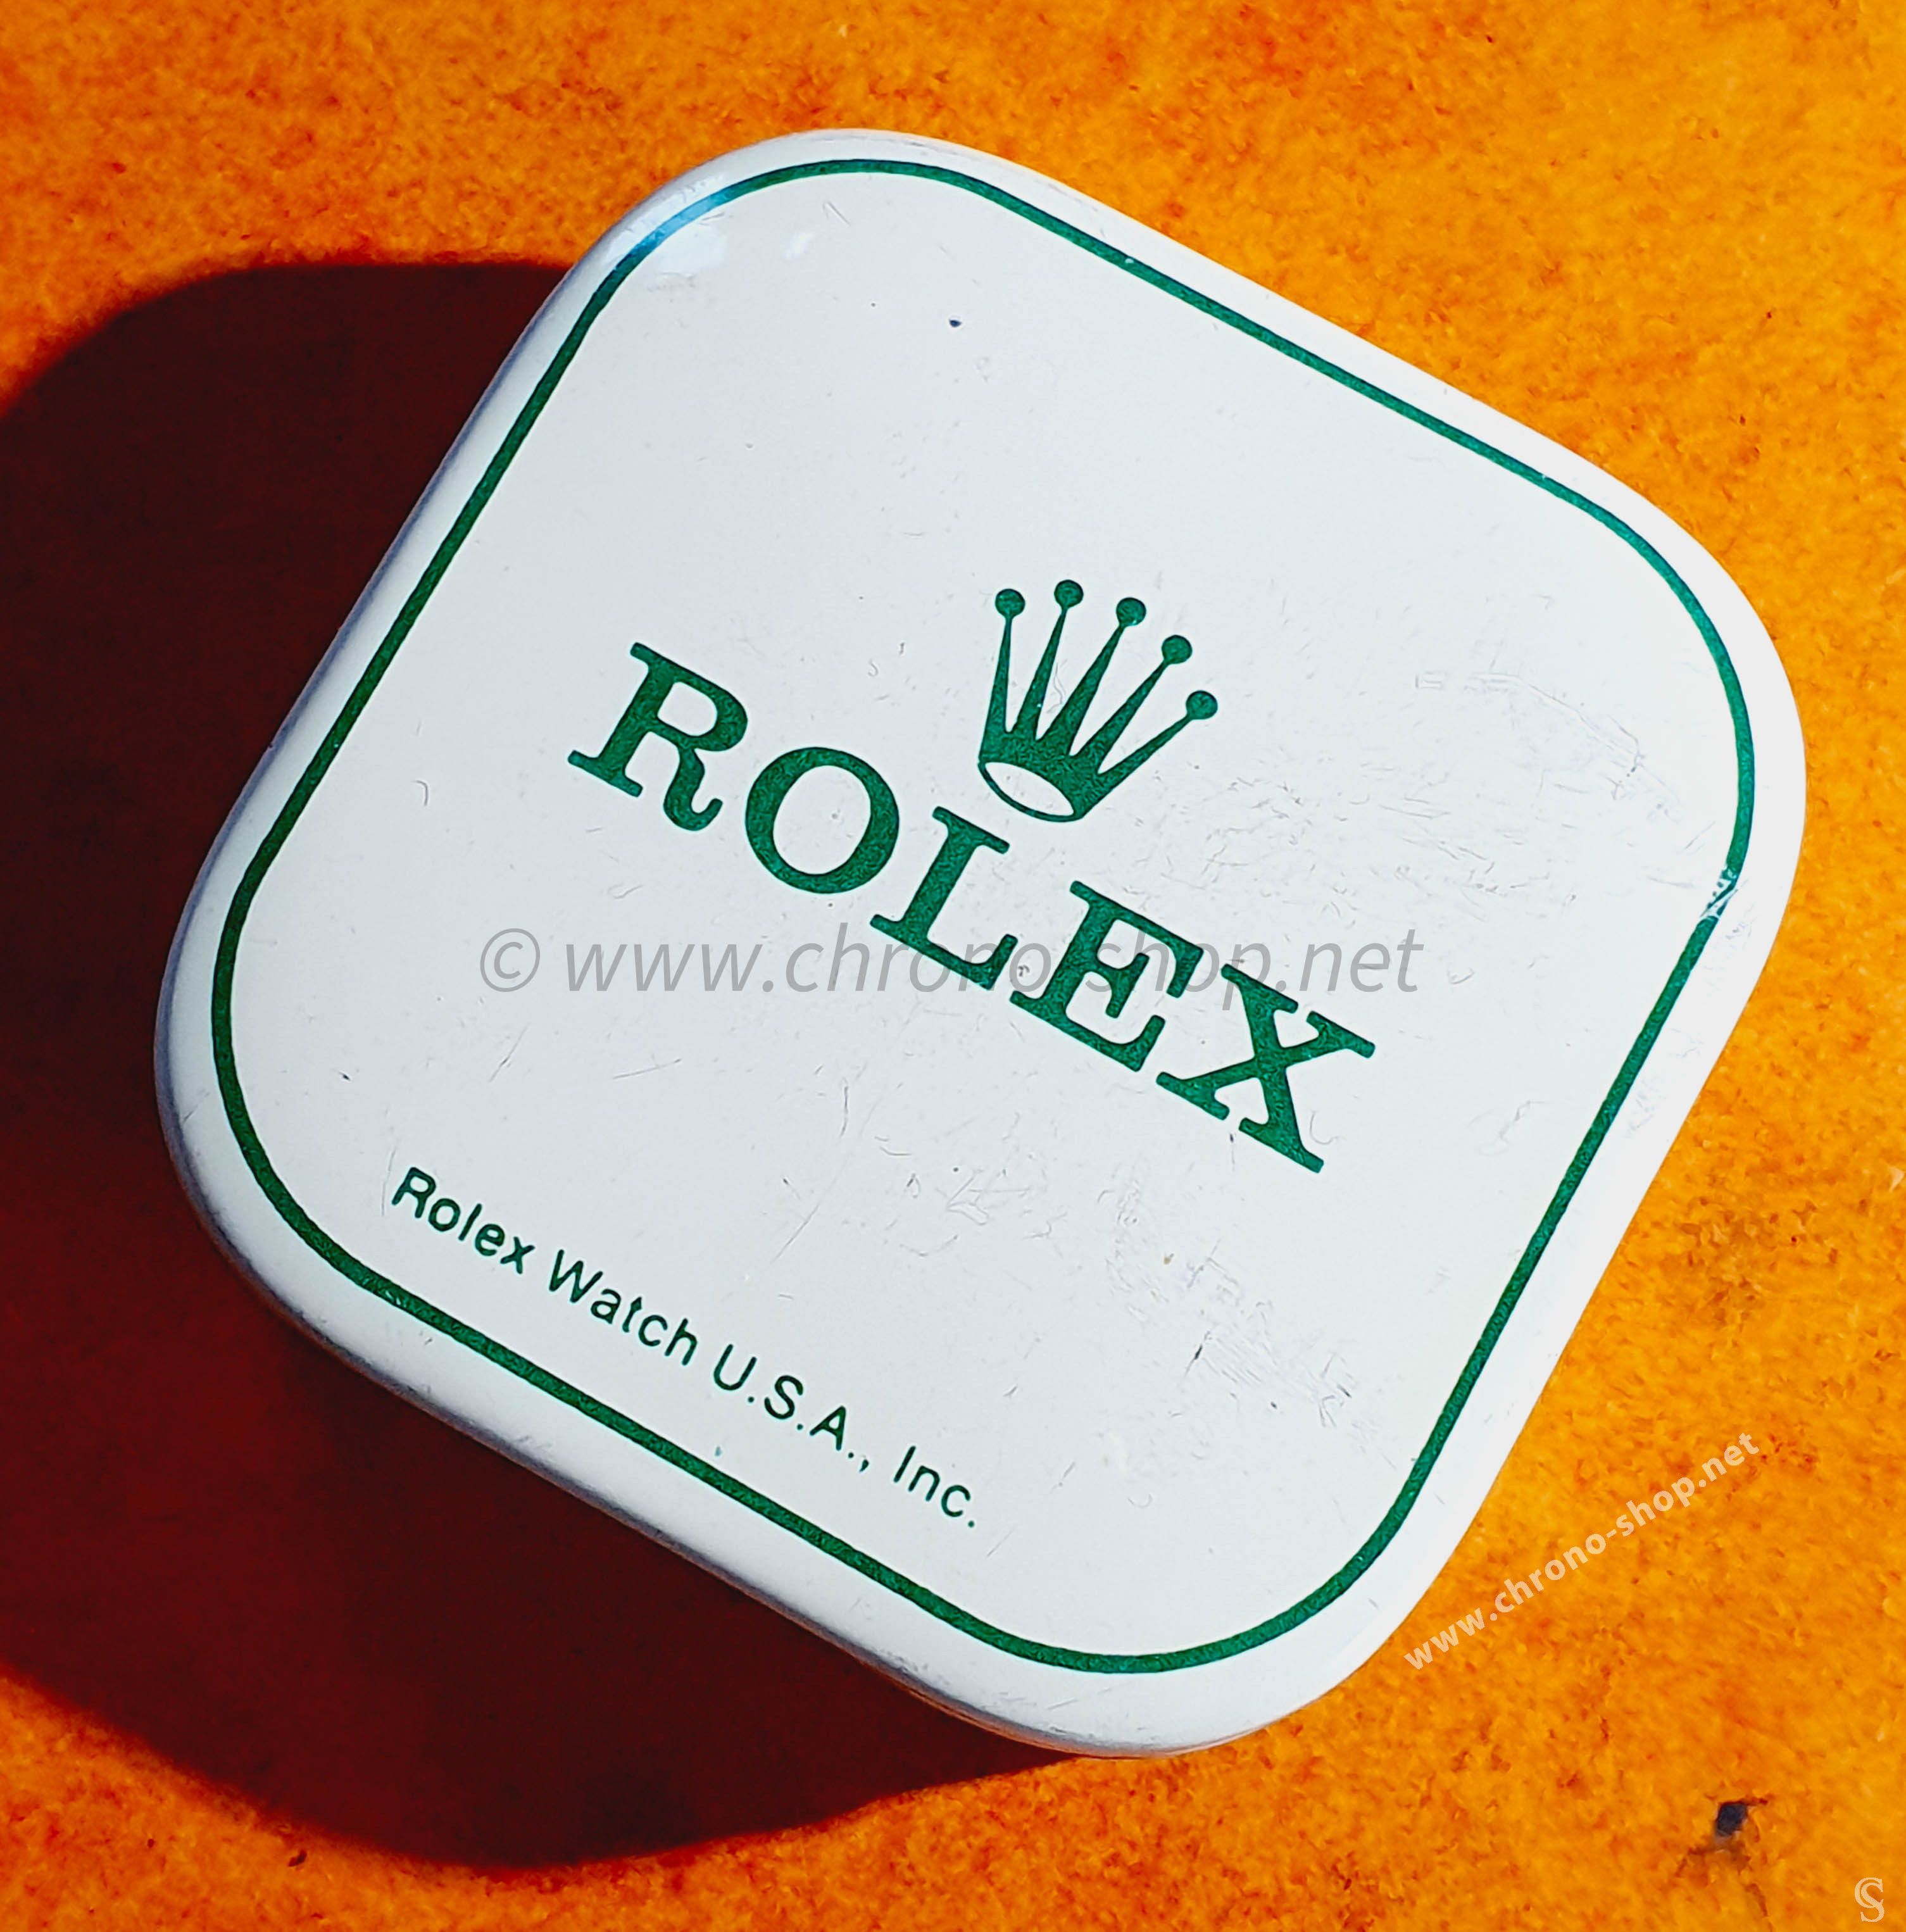 ROLEX
© www.chrono-shop.net
Rolex Watch U.S.A., Inc.
www.chrono-shop.net